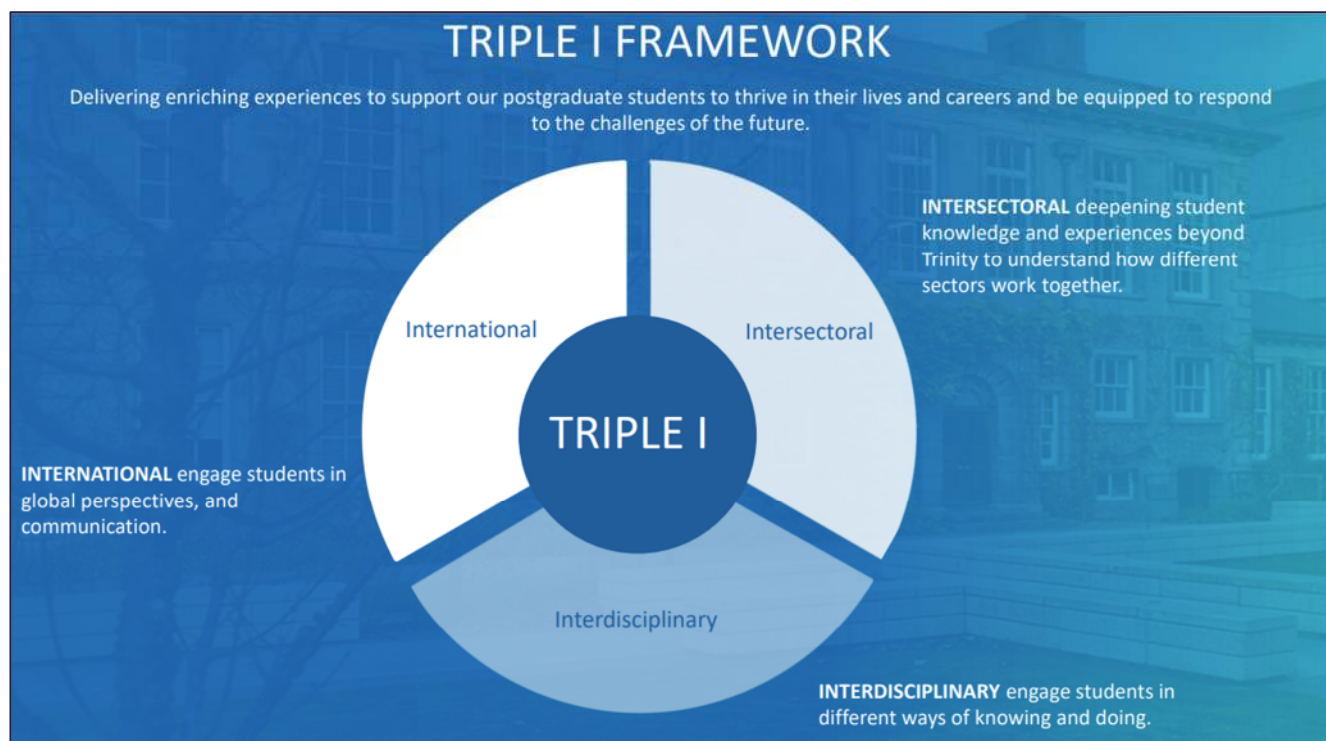 TRIPLE I FRAMEWORK
Delivering enriching experiences to support our postgraduate students to thrive in their lives and careers and be equipped to respond
to the challenges of the future.
INTERSECTORAL deepening student
knowledge and experiences beyond
Trinity to understand how different
sectors work together.
International
Intersectoral
TRIPLE I
INTERNATIONAL engage students in
global perspectives, and
communication.
Interdisciplinary
INTERDISCIPLINARY engage students in
different ways of knowing and doing.